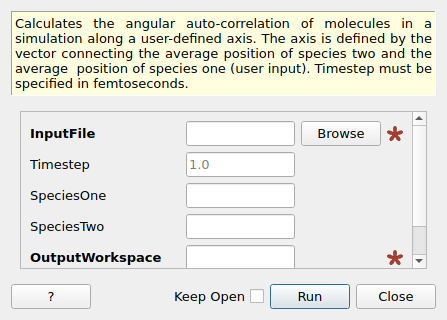 Calculates the angular auto-correlation of molecules in a
simulation along a user-defined axis. The axis is defined by the
vector connecting the average position of species two and the
average position of species one (user input). Timestep must be
specified in femtoseconds.
InputFile Browse
Timestep 1.0
SpeciesOne
SpeciesTwo
OutputWorkspace
? Keep Open Run Close